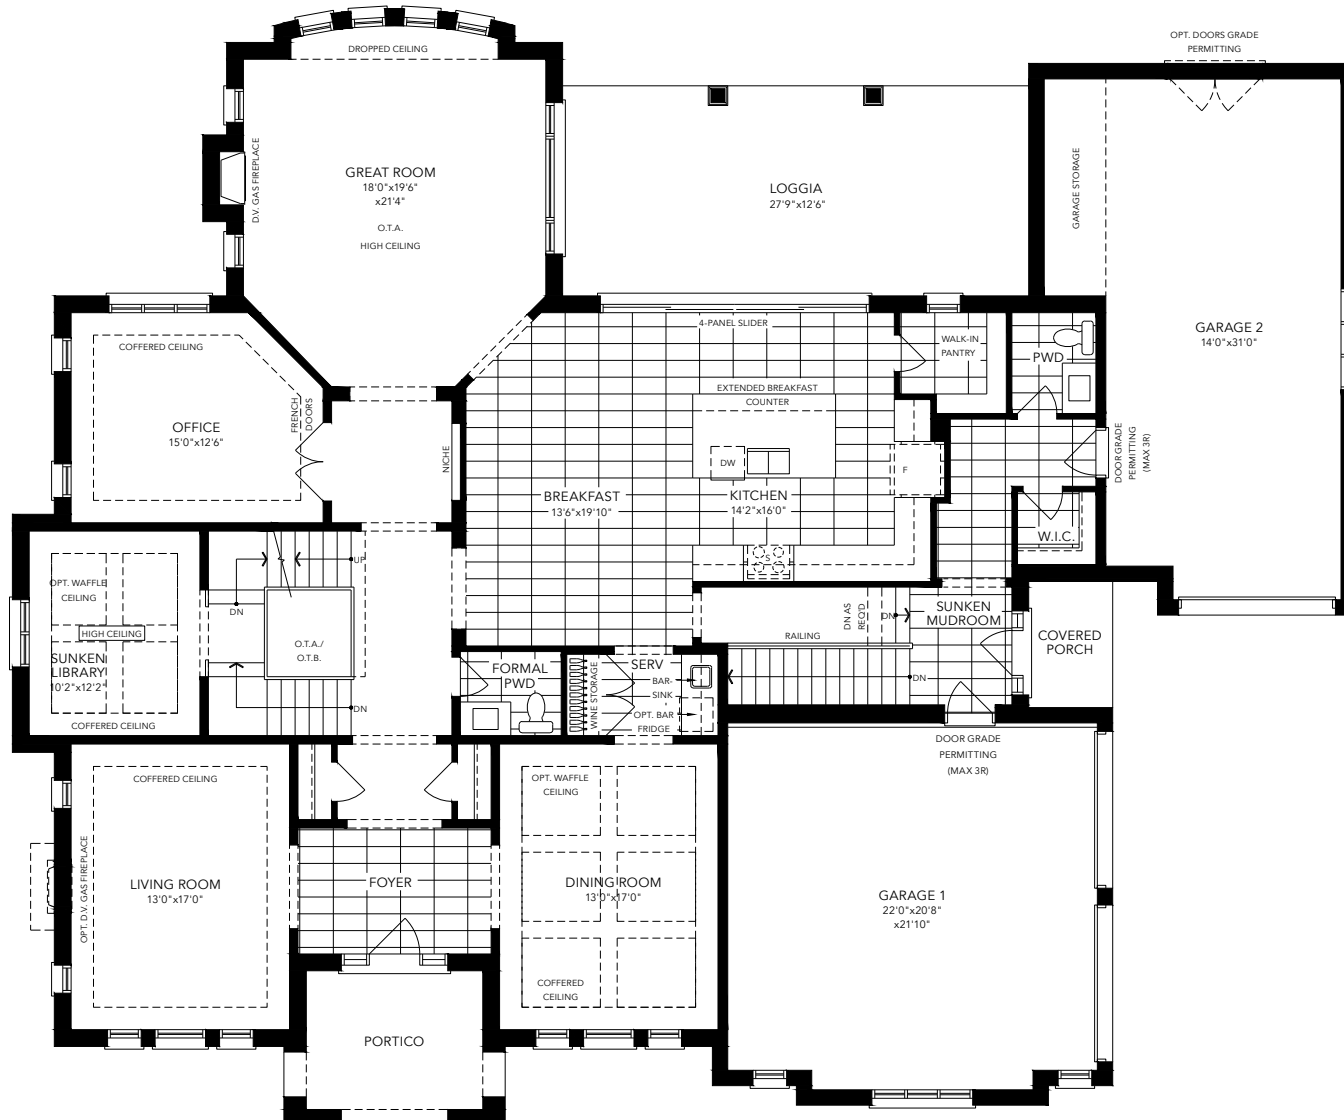 OPT. DOORS GRADE
PERMITTING
DROPPED CEILING
D.V. GAS FIREPLACE
GREAT ROOM
18'0"x19'6"
x21'4"
O.T.A.
HIGH CEILING
LOGGIA
27'9"x12'6"
GARAGE STORAGE
GARAGE 2
14'0"x31'0"
COFFERED CEILING
OFFICE
15'0"x12'6"
FRENCH
DOORS
NICHE
4-PANEL SLIDER
WALK-IN
PANTRY
PWD
EXTENDED BREAKFAST
COUNTER
DW
F
BREAKFAST
13'6"x19'10"
KITCHEN
14'2"x16'0"
S
DOOR GRADE
PERMITTING
(MAX 3R)
W.I.C.
OPT. WAFFLE
CEILING
HIGH CEILING
SUNKEN
LIBRARY
10'2"x12'2"
COFFERED CEILING
UP
DN
O.T.A./
O.T.B.
DN
DN AS
REQ'D
DN
RAILING
DN
SUNKEN
MUDROOM
COVERED
PORCH
FORMAL
PWD
WINE STORAGE
SERV
BAR-
SINK
OPT. BAR
FRIDGE
DOOR GRADE
PERMITTING
(MAX 3R)
COFFERED CEILING
OPT. D.V. GAS FIREPLACE
LIVING ROOM
13'0"x17'0"
FOYER
OPT. WAFFLE
CEILING
DINING ROOM
13'0"x17'0"
COFFERED
CEILING
GARAGE 1
22'0"x20'8"
x21'10"
PORTICO